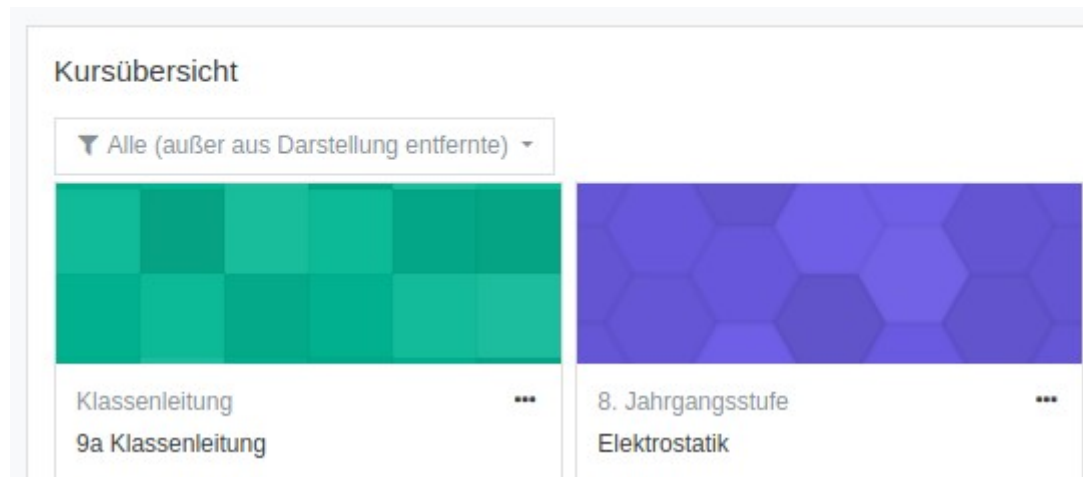 Kursübersicht
Alle (außer aus Darstellung entfernte)
Klassenleitung
9a Klassenleitung
8. Jahrgangsstufe
Elektrostatik